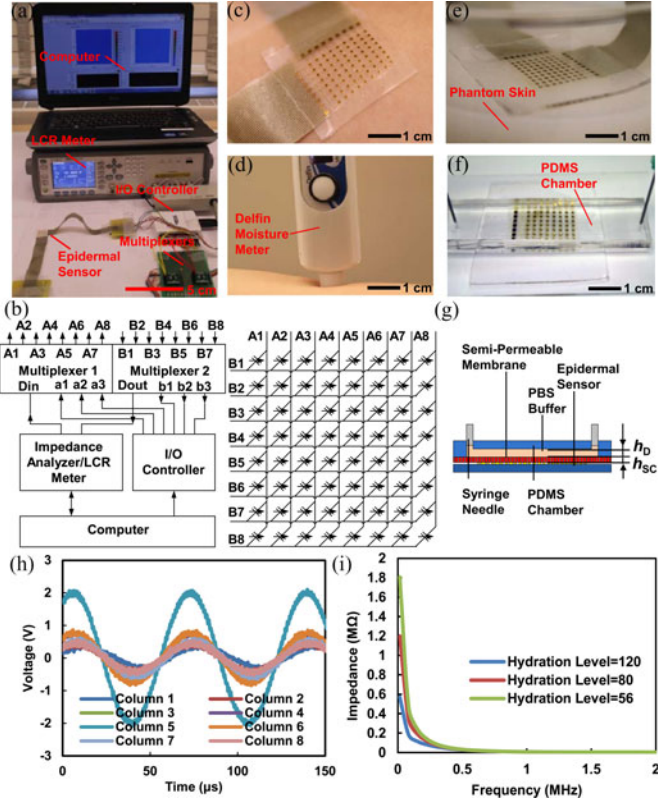 (a)
Computer
LCR Meter
I/O Controller
Epidermal
Sensor
Multiplexers
5 cm
(c)
1 cm
(d)
Delfin
Moisture
Meter
1 cm
(e)
Phantom Skin
1 cm
(f)
PDMS
Chamber
1 cm
(b)
A2 A4 A6 A8 B2 B4 B6 B8
A1 A3 A5 A7 B1 B3 B5 B7
Multiplexer 1 Multiplexer 2
Din a1 a2 a3 Dout b1 b2 b3
Impedance
Analyzer/LCR
Meter
I/O
Controller
Computer
A1 A2 A3 A4 A5 A6 A7 A8
B1
B2
B3
B4
B5
B6
B7
B8
(g)
Semi-Permeable
Membrane
PBS
Buffer
Epidermal
Sensor
hD
hSC
Syringe
Needle
PDMS
Chamber
(h)
3
2
1
0
-1
-2
-3
Voltage (V)
Column 1 Column 2
Column 3 Column 4
Column 5 Column 6
Column 7 Column 8
0 50 100 150
Time (µs)
(i)
2
1.8
1.6
1.4
1.2
1
0.8
0.6
0.4
0.2
0
Impedance (MΩ)
Hydration Level=120
Hydration Level=80
Hydration Level=56
0 0.5 1 1.5 2
Frequency (MHz)